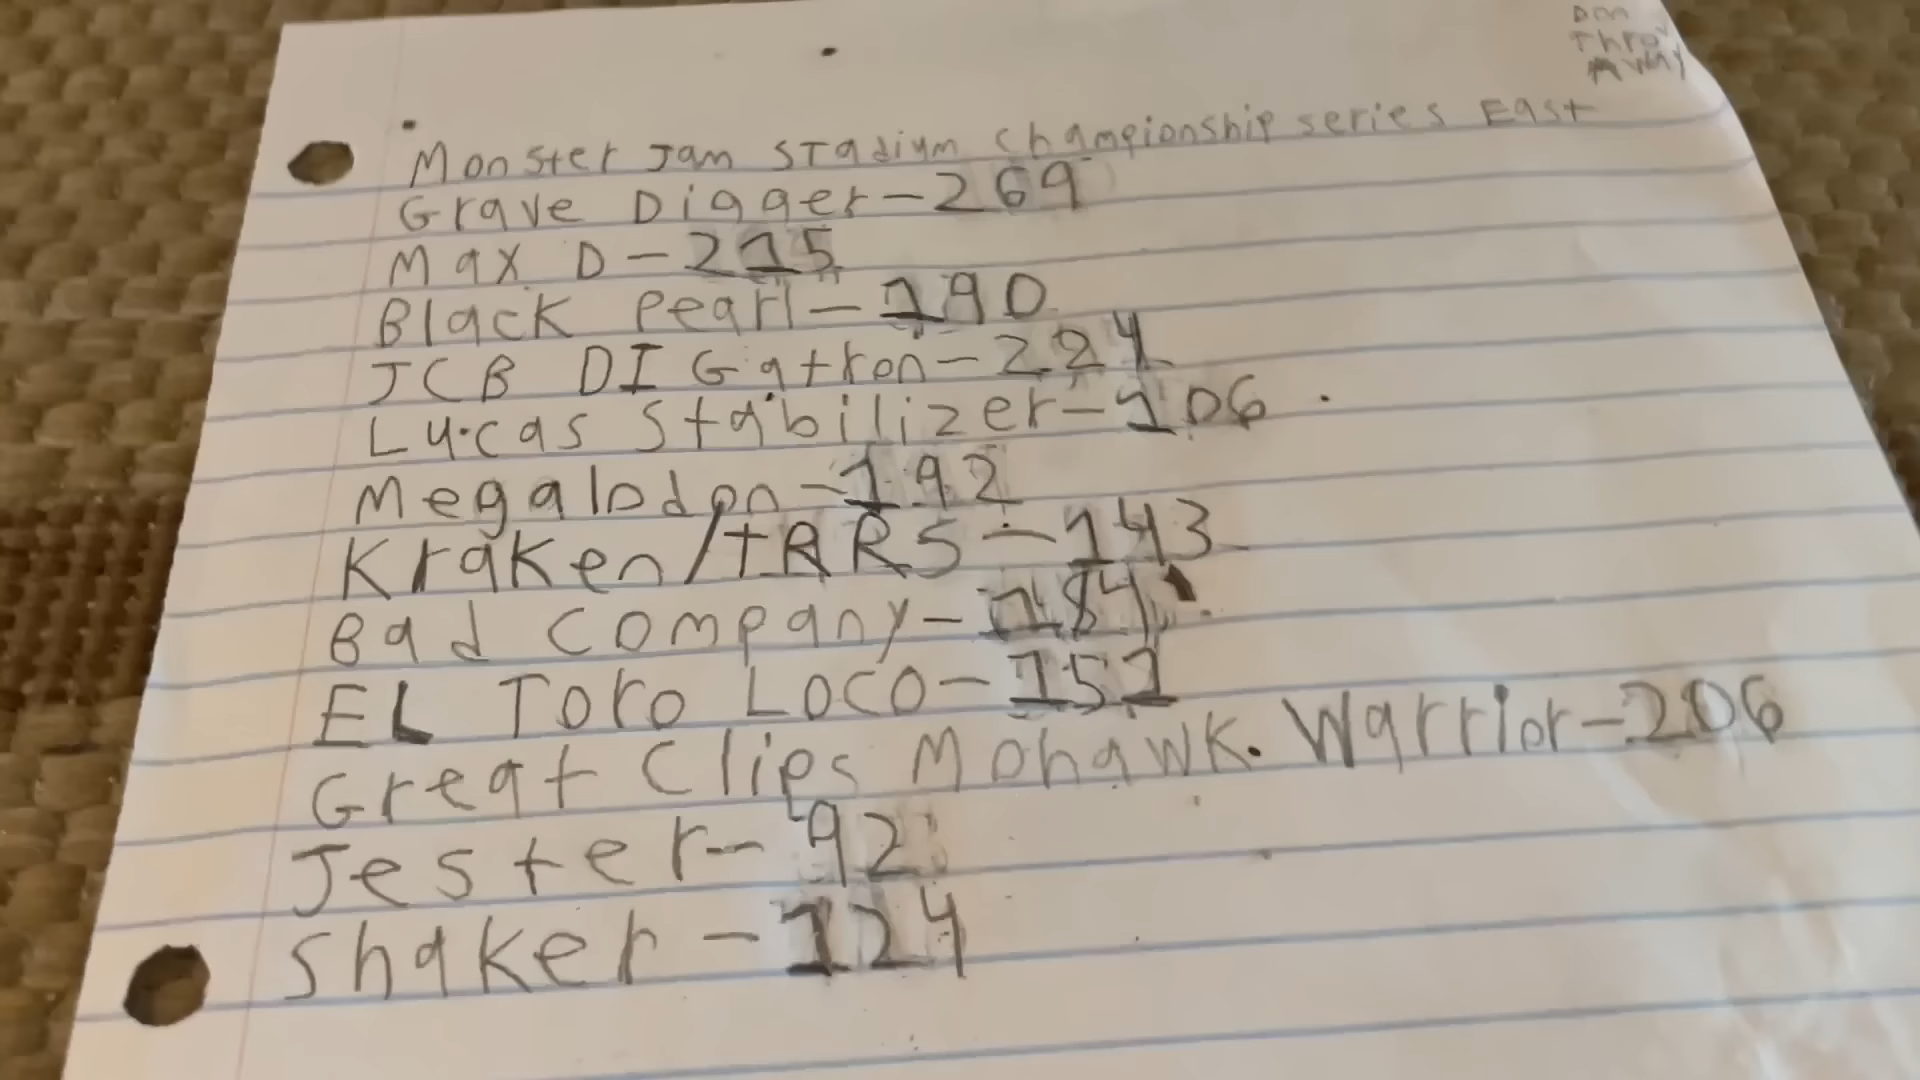 Don
Throw
Away
Monster Jam Stadium Championship series East
Grave Digger-269
Max D-215
Black pearl-190
JCB DIGatron-224
Lucas Stabilizer-106
Megalodon-192
Kraken/tRRS-143
Bad Company-184
EL Toro Loco-151
Great Clips Mohawk. Warrior-206
Jester-92
Shaker-124